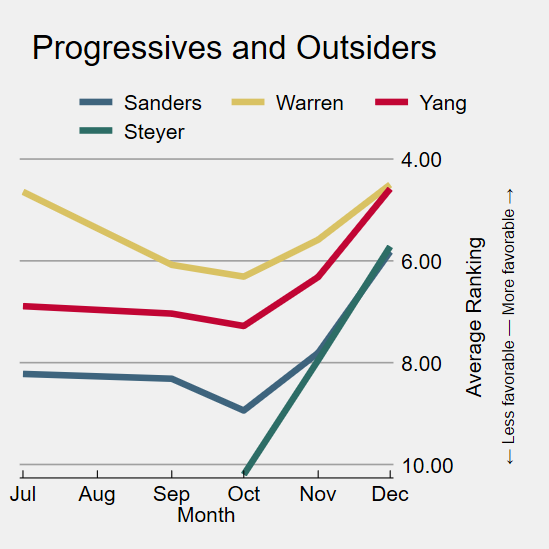 Progressives and Outsiders
Sanders
Warren
Yang
Steyer
4.00
6.00
8.00
10.00
Average Ranking
← Less favorable — More favorable →
Jul
Aug
Sep
Oct
Nov
Dec
Month